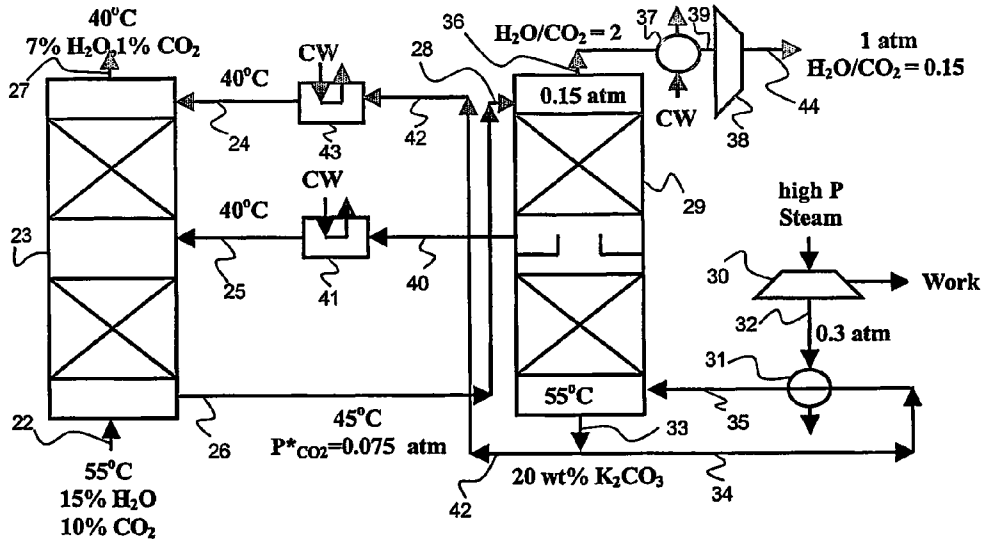 40°C
7% H₂O, 1% CO₂
27
CW
40°C
24
43
42
28
36
H₂O/CO₂ = 2
37
39
1 atm
H₂O/CO₂ = 0.15
44
38
CW
0.15 atm
29
23
CW
40°C
25
41
40
high P
Steam
30
Work
32
0.3 atm
31
55°C
35
22
26
45°C
P*CO2=0.075 atm
33
20 wt% K₂CO₃
42
34
55°C
15% H₂O
10% CO₂